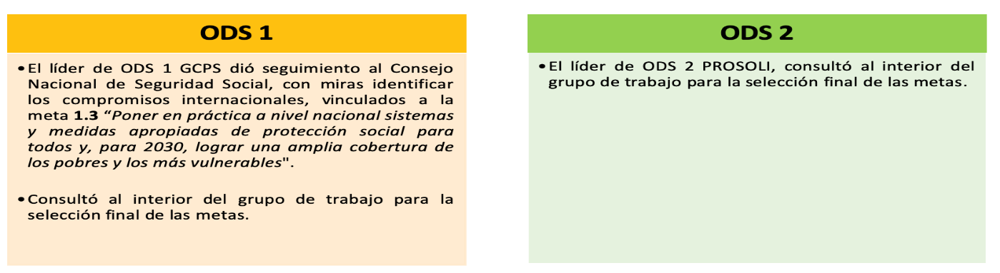 ODS 1
•El líder de ODS 1 GCPS dió seguimiento al Consejo
Nacional de Seguridad Social, con miras identificar
los compromisos internacionales, vinculados a la
meta 1.3 “Poner en práctica a nivel nacional sistemas
y medidas apropiadas de protección social para
todos y, para 2030, lograr una amplia cobertura de
los pobres y los más vulnerables".
•Consultó al interior del grupo de trabajo para la
selección final de las metas.
ODS 2
•El líder de ODS 2 PROSOLI, consultó al interior del
grupo de trabajo para la selección final de las metas.